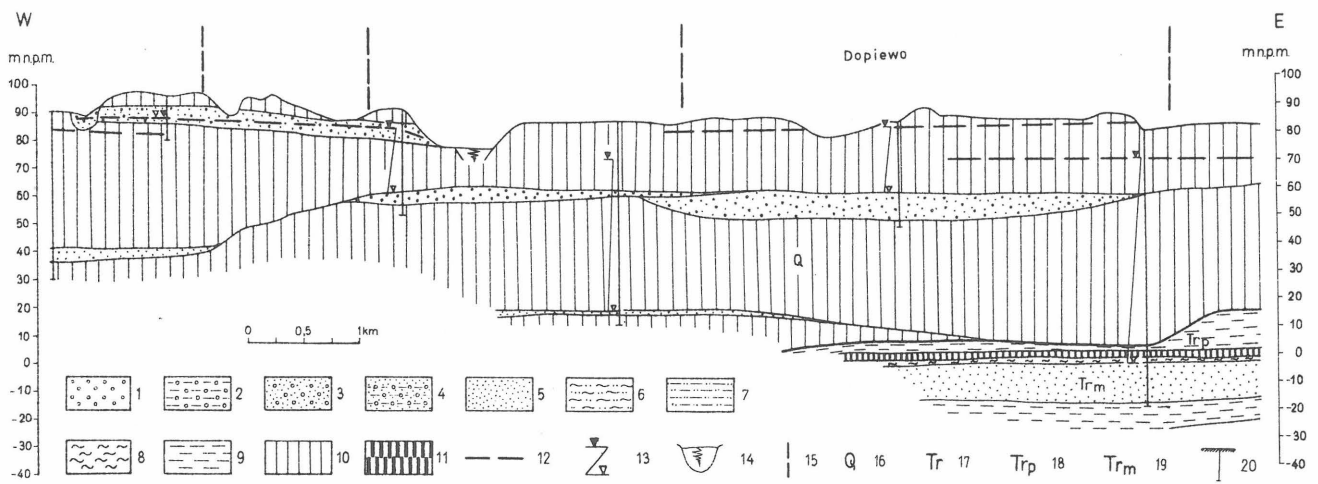 W E
m n.p.m. Dopiewo m n.p.m.
100 100
90 90
80 80
70 70
60 60
50 50
40 40
30 Q 30
20 20
10 0 0,5 1km Trp 10
0 0
-10 1 2 3 4 5 6 7 Trm -10
-20 -20
-30 8 9 10 11 12 13 14 15 Q 16 Tr 17 Trp 18 Trm 19 20 -30
-40 -40